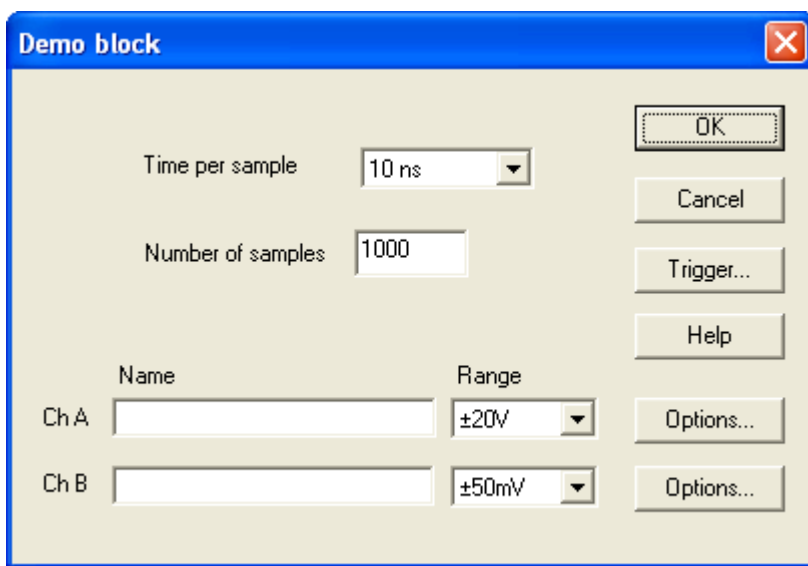 Demo block
OK
Time per sample 10 ns
Cancel
Number of samples 1000
Trigger...
Help
Name Range
Ch A ±20V Options...
Ch B ±50mV Options...